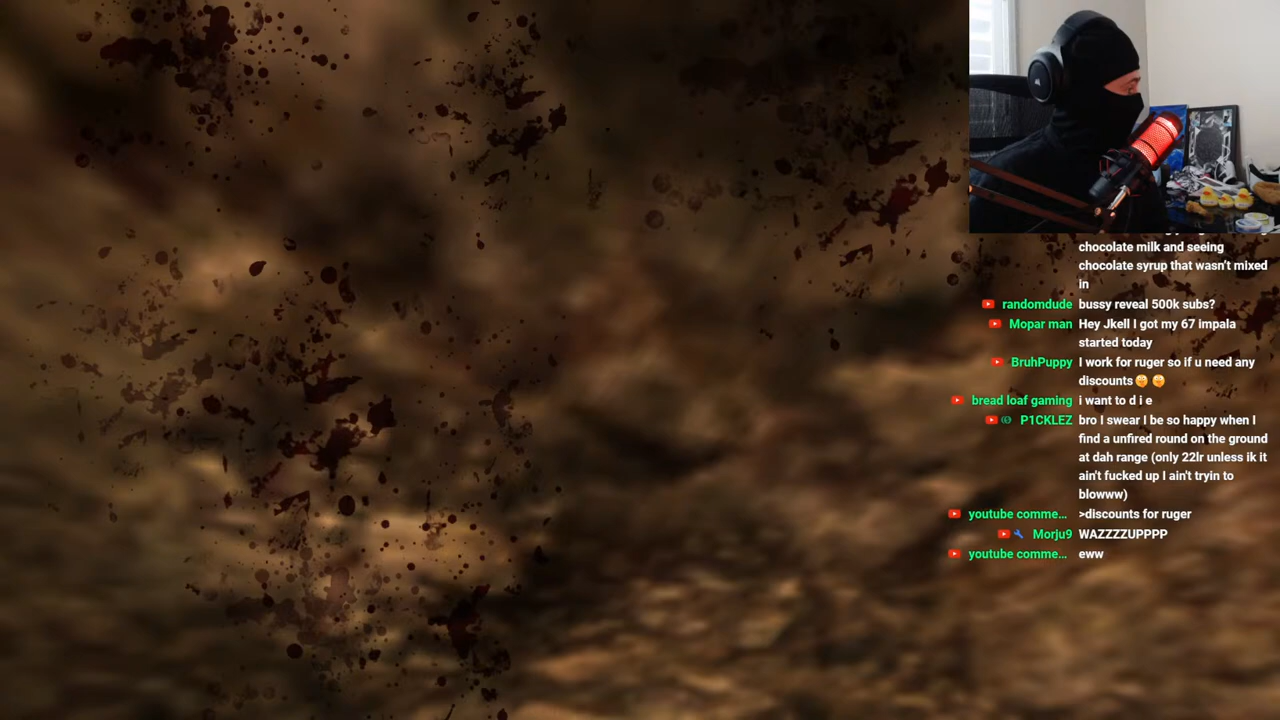 chocolate milk and seeing
chocolate syrup that wasn't mixed
in
randomdude bussy reveal 500k subs?
Mopar man Hey Jkell I got my 67 impala
started today
BruhPuppy I work for ruger so if u need any
discounts🥺🥺
bread loaf gaming i want to d i e
P1CKLEZ bro I swear I be so happy when I
find a unfired round on the ground
at dah range (only 22lr unless ik it
ain't fucked up I ain't tryin to
blowww)
youtube comme... >discounts for ruger
Morju9 WAZZZZUPPPP
youtube comme... eww